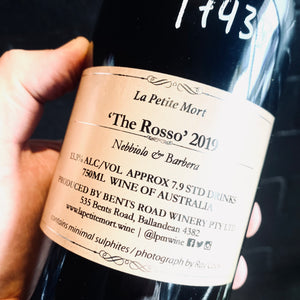 1743
La Petite Mort
'The Rosso' 2019
Nebbiolo & Barbera
13.3% ALC/VOL APPROX 7.9 STD DRINKS
750ML WINE OF AUSTRALIA
PRODUCED BY BENTS ROAD WINERY PTY LTD
535 Bents Road, Ballandean 4382
www.lapetitemort.wine | @lpmwine
contains minimal sulphites / photograph by